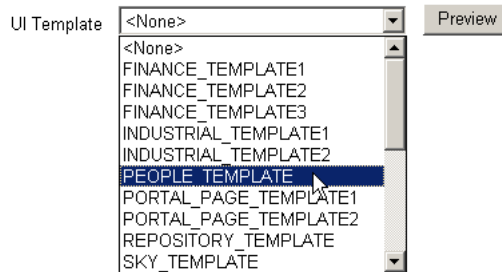 UI Template <None> Preview
<None>
FINANCE_TEMPLATE1
FINANCE_TEMPLATE2
FINANCE_TEMPLATE3
INDUSTRIAL_TEMPLATE1
INDUSTRIAL_TEMPLATE2
PEOPLE_TEMPLATE
PORTAL_PAGE_TEMPLATE1
PORTAL_PAGE_TEMPLATE2
REPOSITORY_TEMPLATE
SKY_TEMPLATE